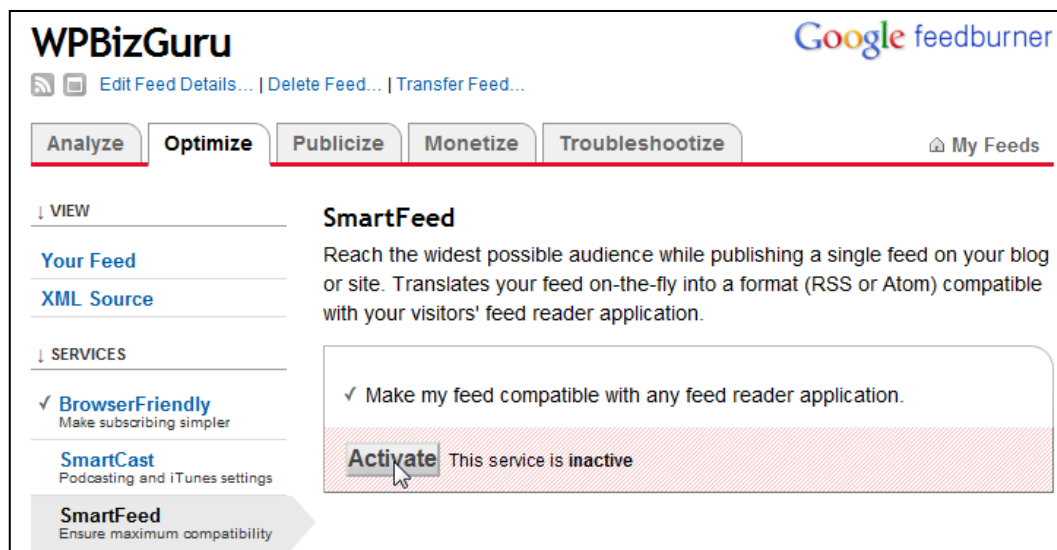 WPBizGuru
Google feedburner
Edit Feed Details... | Delete Feed... | Transfer Feed...
Analyze Optimize Publicize Monetize Troubleshootize My Feeds
↓ VIEW
Your Feed
XML Source
↓ SERVICES
✓ BrowserFriendly
Make subscribing simpler
SmartCast
Podcasting and iTunes settings
SmartFeed
Ensure maximum compatibility
SmartFeed
Reach the widest possible audience while publishing a single feed on your blog
or site. Translates your feed on-the-fly into a format (RSS or Atom) compatible
with your visitors' feed reader application.
✓ Make my feed compatible with any feed reader application.
Activate This service is inactive